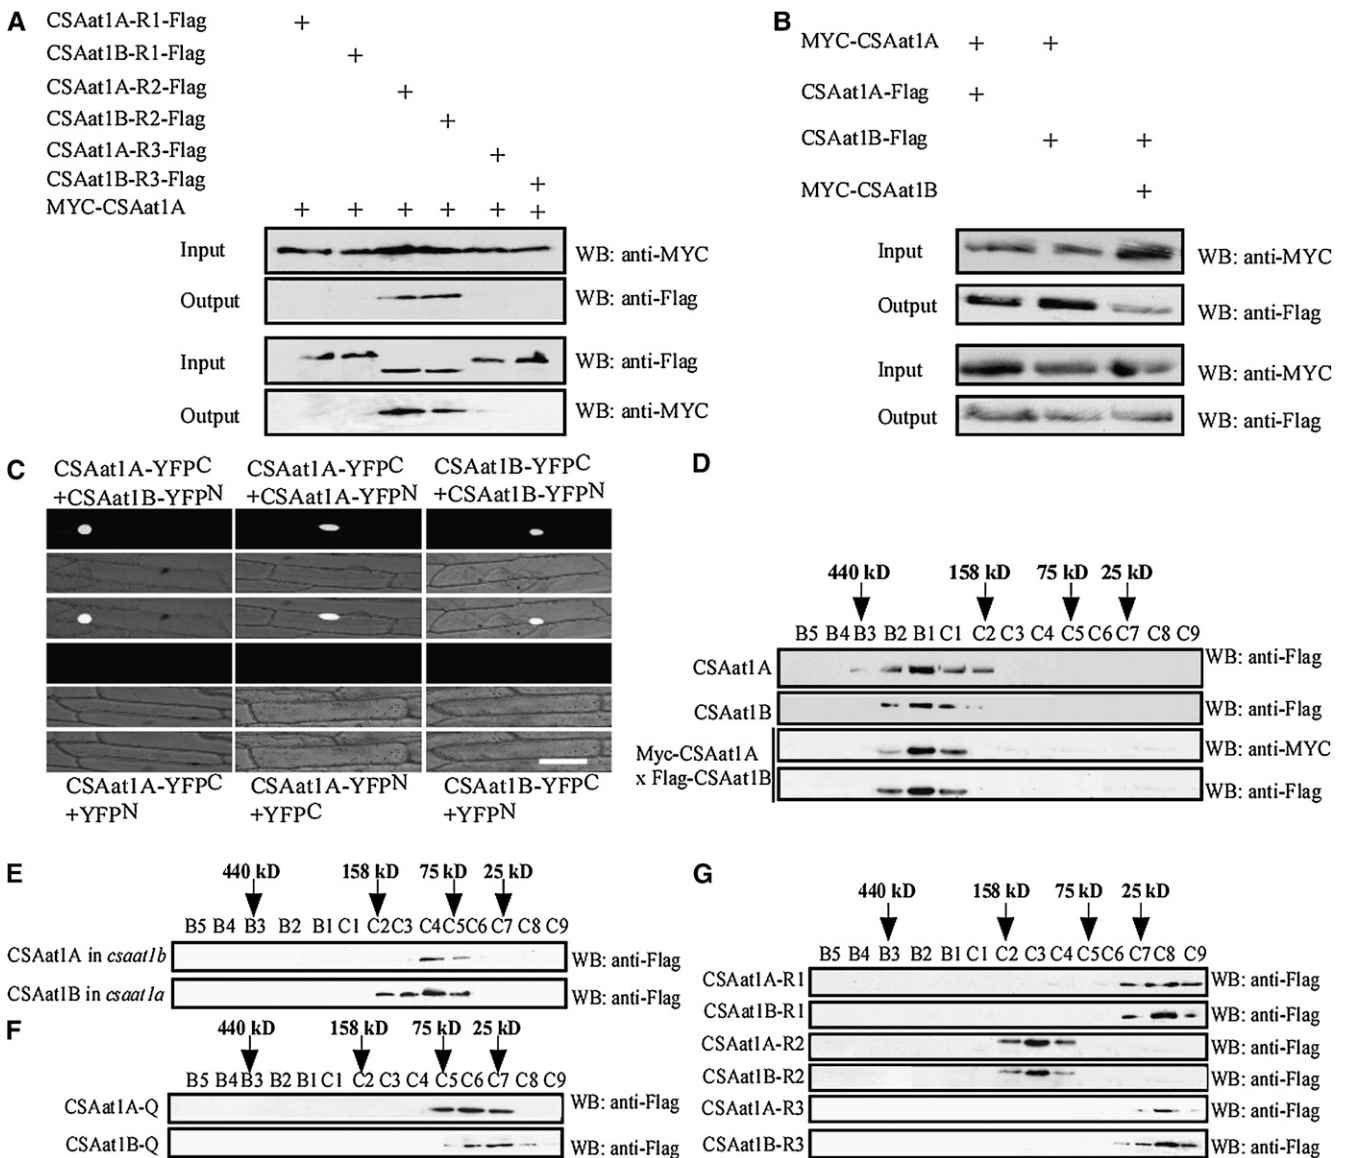 A
CSAat1A-R1-Flag +
CSAat1B-R1-Flag +
CSAat1A-R2-Flag +
CSAat1B-R2-Flag +
CSAat1A-R3-Flag +
CSAat1B-R3-Flag +
MYC-CSAat1A + + + + + +
Input WB: anti-MYC
Output WB: anti-Flag
Input WB: anti-Flag
Output WB: anti-MYC
B
MYC-CSAat1A + +
CSAat1A-Flag +
CSAat1B-Flag + +
MYC-CSAat1B +
Input WB: anti-MYC
Output WB: anti-Flag
Input WB: anti-MYC
Output WB: anti-Flag
C
CSAat1A-YFPC
+CSAat1B-YFPN
CSAat1A-YFPC
+CSAat1A-YFPN
CSAat1B-YFPC
+CSAat1B-YFPN
CSAat1A-YFPC
+YFPN
CSAat1A-YFPN
+YFPC
CSAat1B-YFPC
+YFPN
D
440 kD 158 kD 75 kD 25 kD
B5 B4 B3 B2 B1 C1 C2 C3 C4 C5 C6 C7 C8 C9
CSAat1A WB: anti-Flag
CSAat1B WB: anti-Flag
Myc-CSAat1A
x Flag-CSAat1B
WB: anti-MYC
WB: anti-Flag
E
440 kD 158 kD 75 kD 25 kD
B5 B4 B3 B2 B1 C1 C2 C3 C4 C5 C6 C7 C8 C9
CSAat1A in csaat1b WB: anti-Flag
CSAat1B in csaat1a WB: anti-Flag
F
440 kD 158 kD 75 kD 25 kD
B5 B4 B3 B2 B1 C1 C2 C3 C4 C5 C6 C7 C8 C9
CSAat1A-Q WB: anti-Flag
CSAat1B-Q WB: anti-Flag
G
440 kD 158 kD 75 kD 25 kD
B5 B4 B3 B2 B1 C1 C2 C3 C4 C5 C6 C7 C8 C9
CSAat1A-R1 WB: anti-Flag
CSAat1B-R1 WB: anti-Flag
CSAat1A-R2 WB: anti-Flag
CSAat1B-R2 WB: anti-Flag
CSAat1A-R3 WB: anti-Flag
CSAat1B-R3 WB: anti-Flag